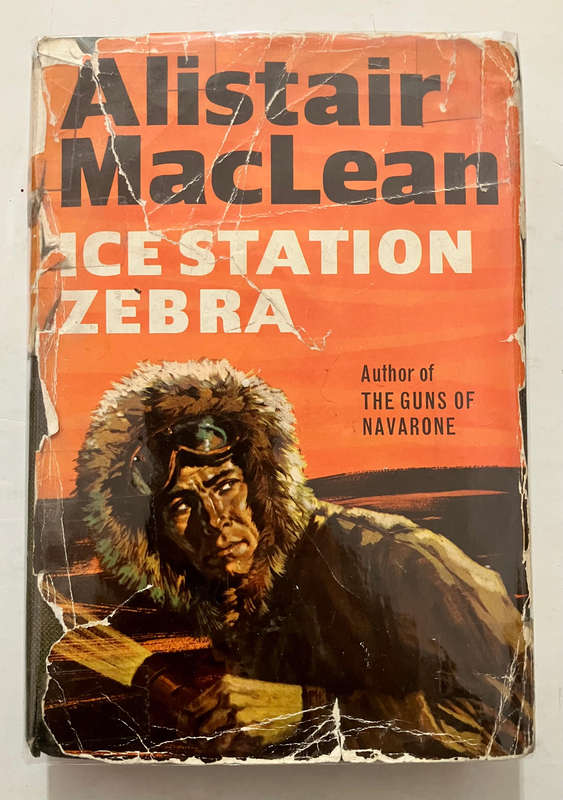 Alistair
MacLean
ICE STATION
ZEBRA
Author of
THE GUNS OF
NAVARONE